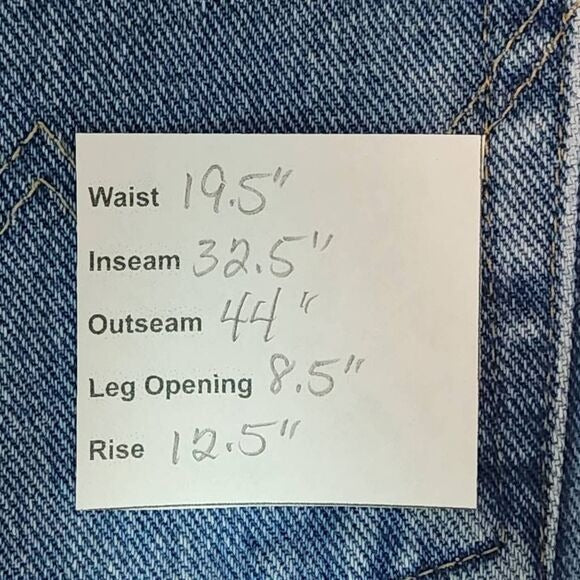 Waist 19.5"
Inseam 32.5"
Outseam 44"
Leg Opening 8.5"
Rise 12.5"